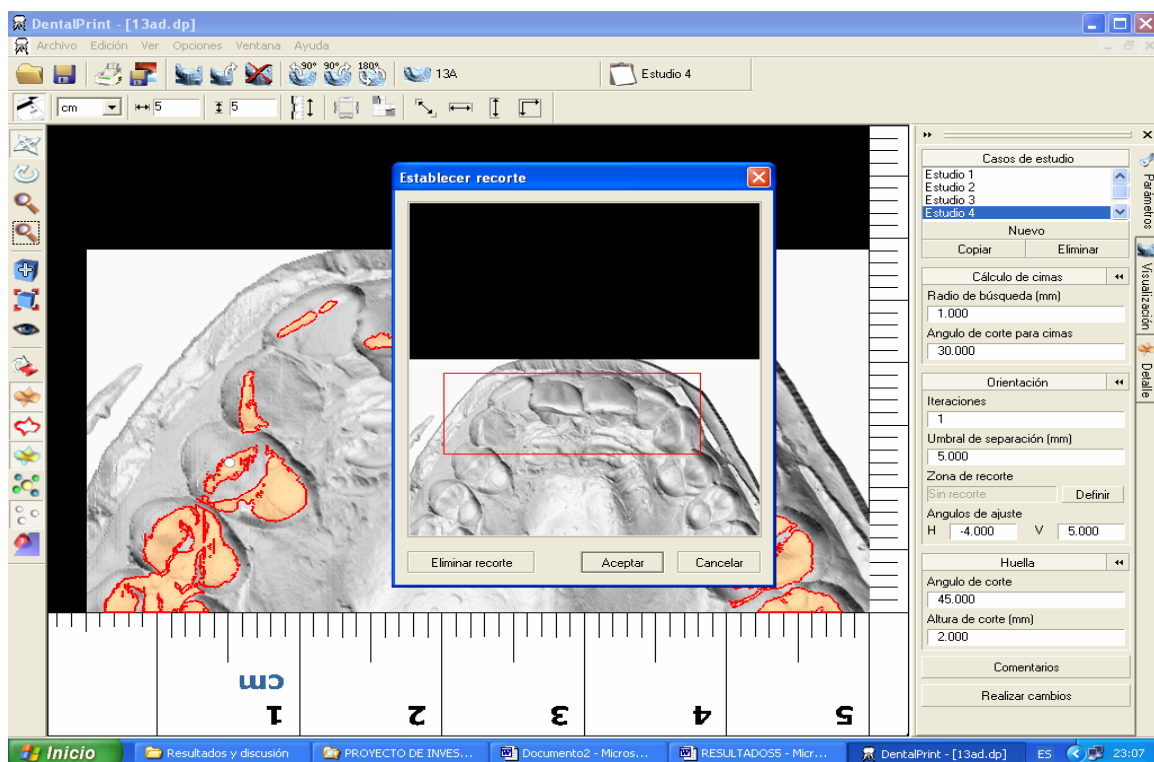 DentalPrint - [13ad.dp]
Archivo Edición Ver Opciones Ventana Ayuda
90° 90° 180° 13A Estudio 4
cm 5 5
Establecer recorte
Eliminar recorte Aceptar Cancelar
Casos de estudio
Estudio 1
Estudio 2
Estudio 3
Estudio 4
Nuevo
Copiar Eliminar
Cálculo de cimas
Radio de búsqueda (mm)
1.000
Angulo de corte para cimas
30.000
Orientación
Iteraciones
1
Umbral de separación (mm)
5.000
Zona de recorte
Sin recorte Definir
Angulos de ajuste
H -4.000 V 5.000
Huella
Angulo de corte
45.000
Altura de corte (mm)
2.000
Comentarios
Realizar cambios
Parámetros
Visualización
Detalle
cm
1 2 3 4 5
Inicio Resultados y discusión PROYECTO DE INVES... Documento2 - Micros... RESULTADOS5 - Micr... DentalPrint - [13ad.dp] ES 23:07